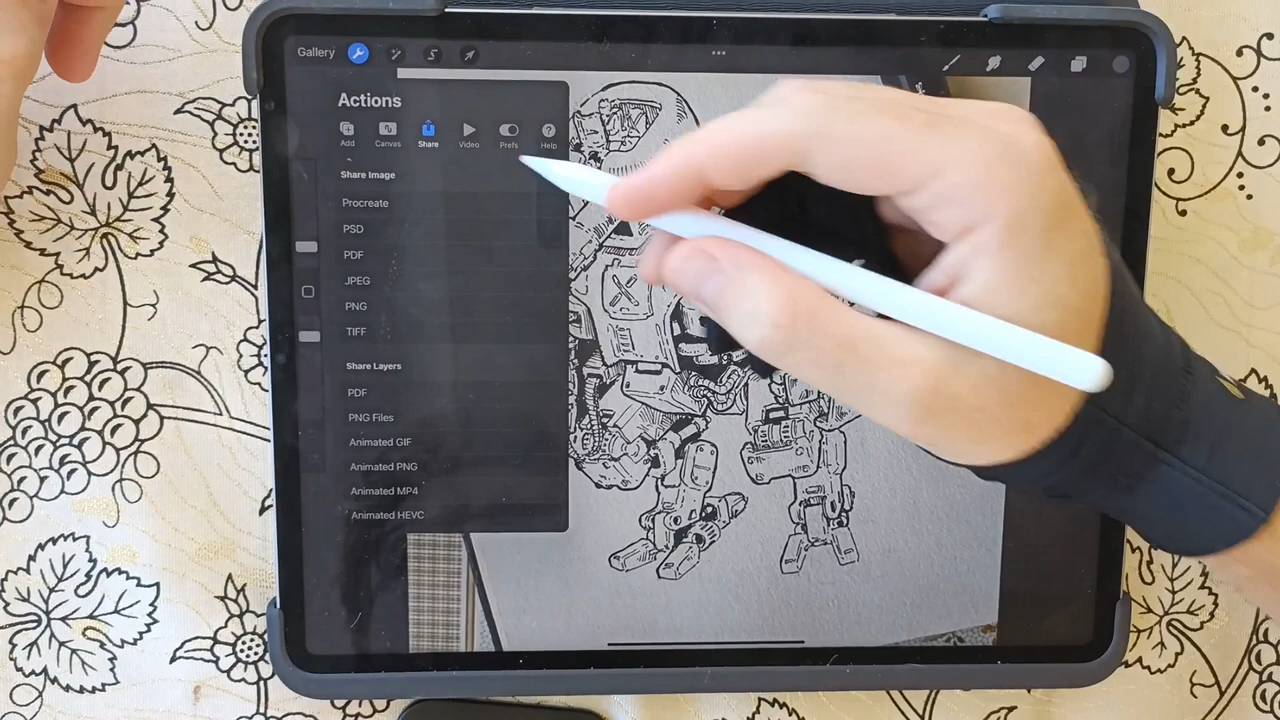 Gallery
Actions
Add Canvas Share Video Prefs Help
Share Image
Procreate
PSD
PDF
JPEG
PNG
TIFF
Share Layers
PDF
PNG Files
Animated GIF
Animated PNG
Animated MP4
Animated HEVC